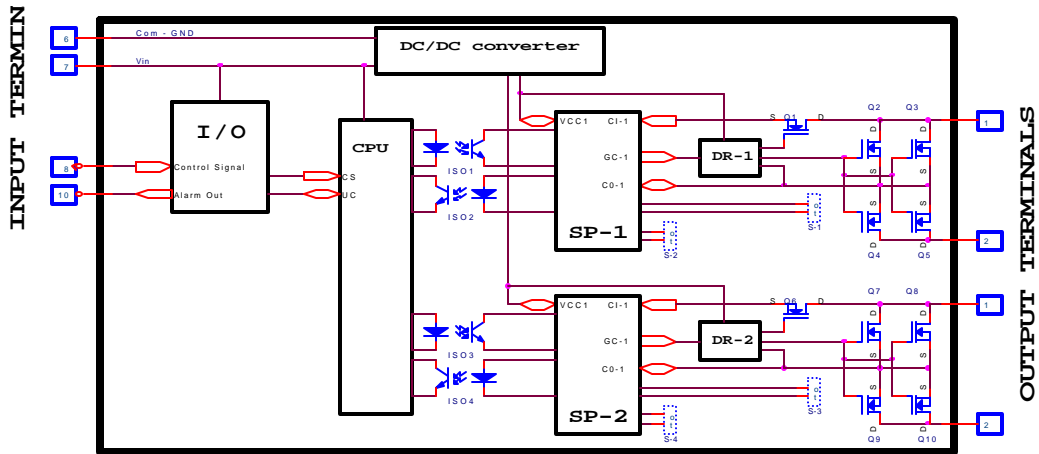 INPUT TERMIN
6
Com - GND
7
Vin
DC/DC converter
I/O
8
Control Signal
10
Alarm Out
CPU
CS
UC
ISO1
ISO2
ISO3
ISO4
VCC1
CI-1
GC-1
C0-1
SP-1
S-2
S-1
DR-1
S Q1 D
Q2
Q3
D
D
S
S
S
S
D
D
Q4
Q5
1
2
VCC1
CI-1
GC-1
C0-1
SP-2
S-4
S-3
DR-2
S Q6 D
Q7
Q8
D
D
S
S
S
S
D
D
Q9
Q10
1
2
OUTPUT TERMINALS